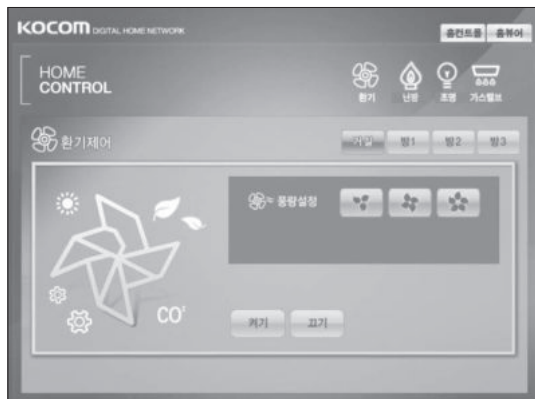 KOCOM DIGITAL HOME NETWORK
홈컨트롤 홈뷰어
HOME
CONTROL
환기 난방 조명 가스밸브
환기제어
거실 방1 방2 방3
풍량설정
CO²
켜기 끄기